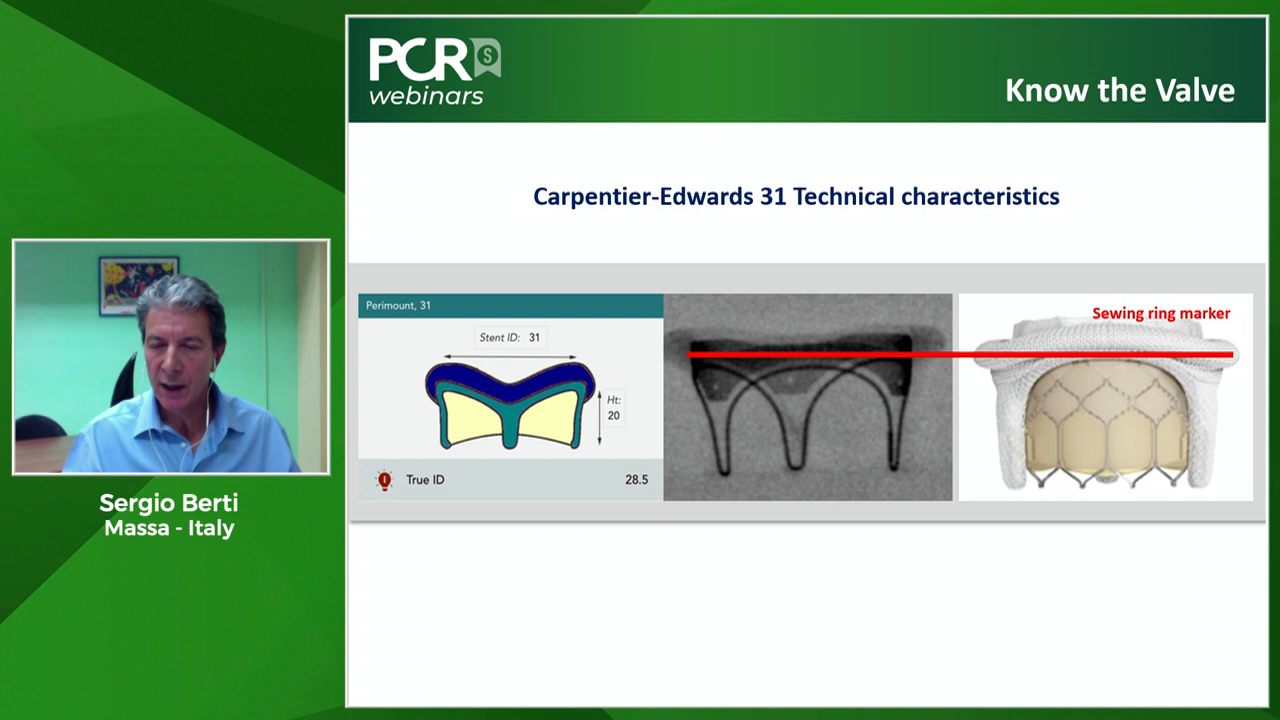 PCR
webinars
Know the Valve
Carpentier-Edwards 31 Technical characteristics
Perimount, 31
Stent ID: 31
Ht:
20
True ID 28.5
Sewing ring marker
Sergio Berti
Massa - Italy